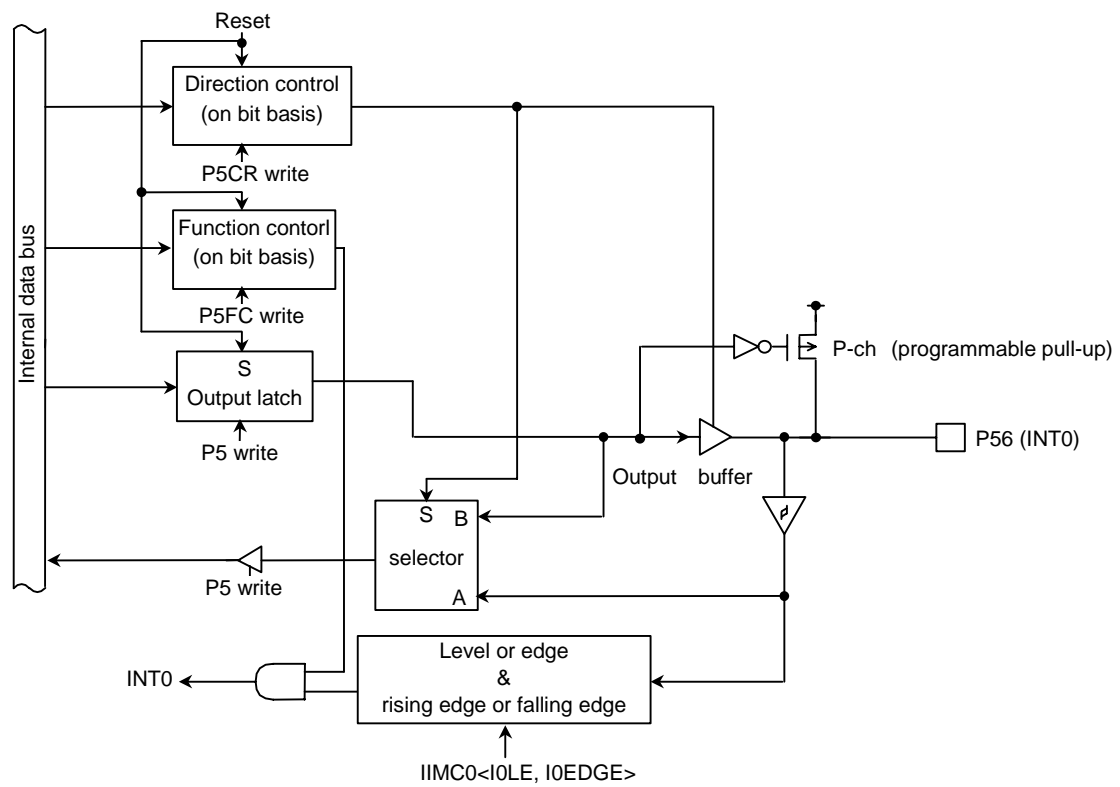 Reset
Direction control
(on bit basis)
P5CR write
Function contorl
(on bit basis)
P5FC write
Internal data bus
S
Output latch
P5 write
P-ch (programmable pull-up)
P56 (INT0)
Output buffer
S
B
selector
A
P5 write
Level or edge
&
rising edge or falling edge
INT0
IIMC0<I0LE, I0EDGE>